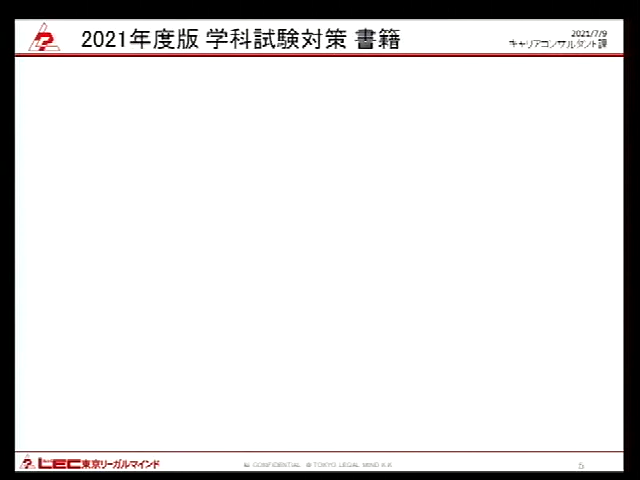 2021年度版 学科試験対策 書籍
2021/7/9
キャリアコンサルタント課
LEC東京リーガルマインド
CONFIDENTIAL © TOKYO LEGAL MIND K.K